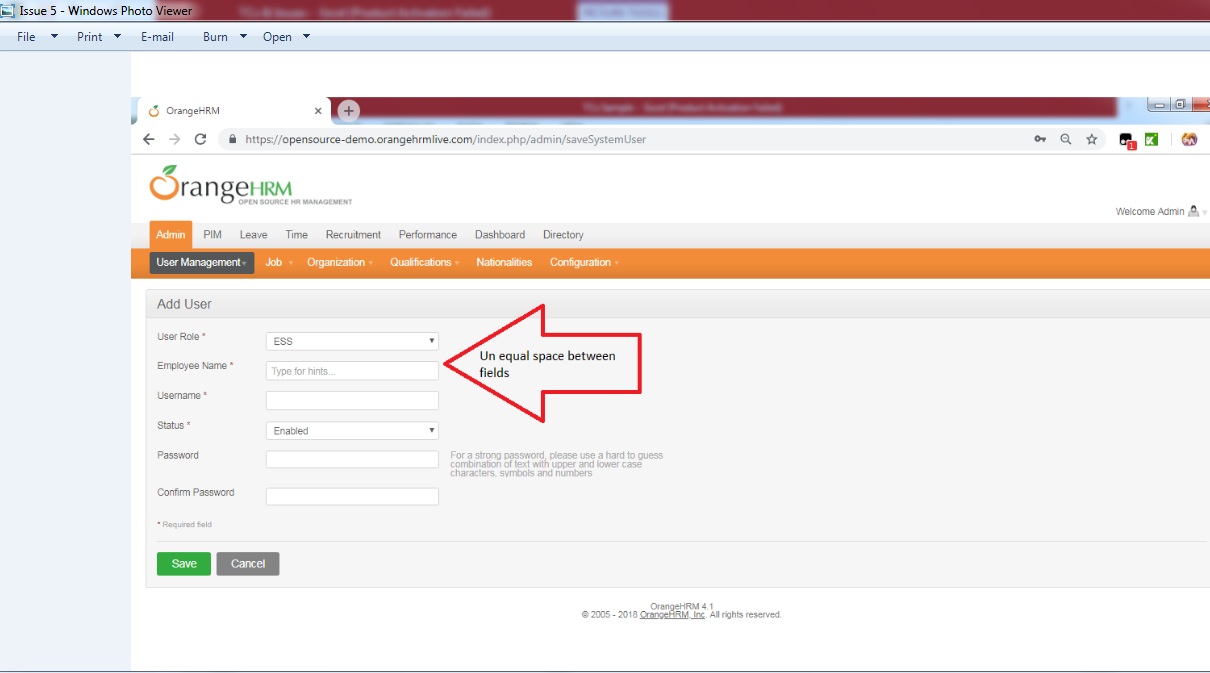 Issue 5 - Windows Photo Viewer
File Print E-mail Burn Open
OrangeHRM
https://opensource-demo.orangehrmlive.com/index.php/admin/saveSystemUser
1
OrangeHRM
OPEN SOURCE HR MANAGEMENT
Welcome Admin
Admin PIM Leave Time Recruitment Performance Dashboard Directory
User Management Job Organization Qualifications Nationalities Configuration
Add User
User Role * ESS
Un equal space between
fields
Employee Name * Type for hints...
Username *
Status * Enabled
Password
For a strong password, please use a hard to guess
combination of text with upper and lower case
characters, symbols and numbers
Confirm Password
* Required field
Save Cancel
OrangeHRM 4.1
© 2005 - 2018 OrangeHRM, Inc. All rights reserved.